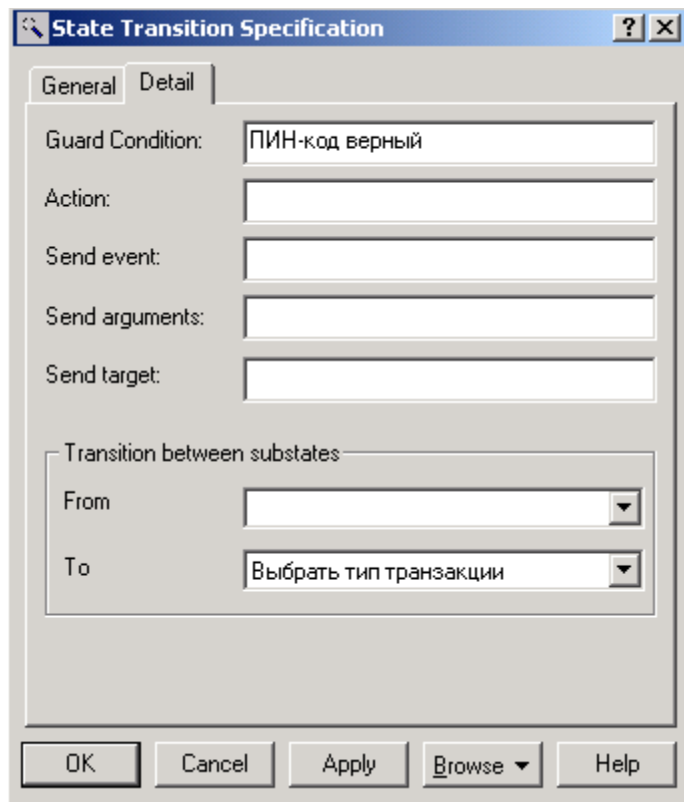 State Transition Specification
General Detail
Guard Condition: ПИН-код верный
Action:
Send event:
Send arguments:
Send target:
Transition between substates
From
To Выбрать тип транзакции
OK Cancel Apply Browse Help